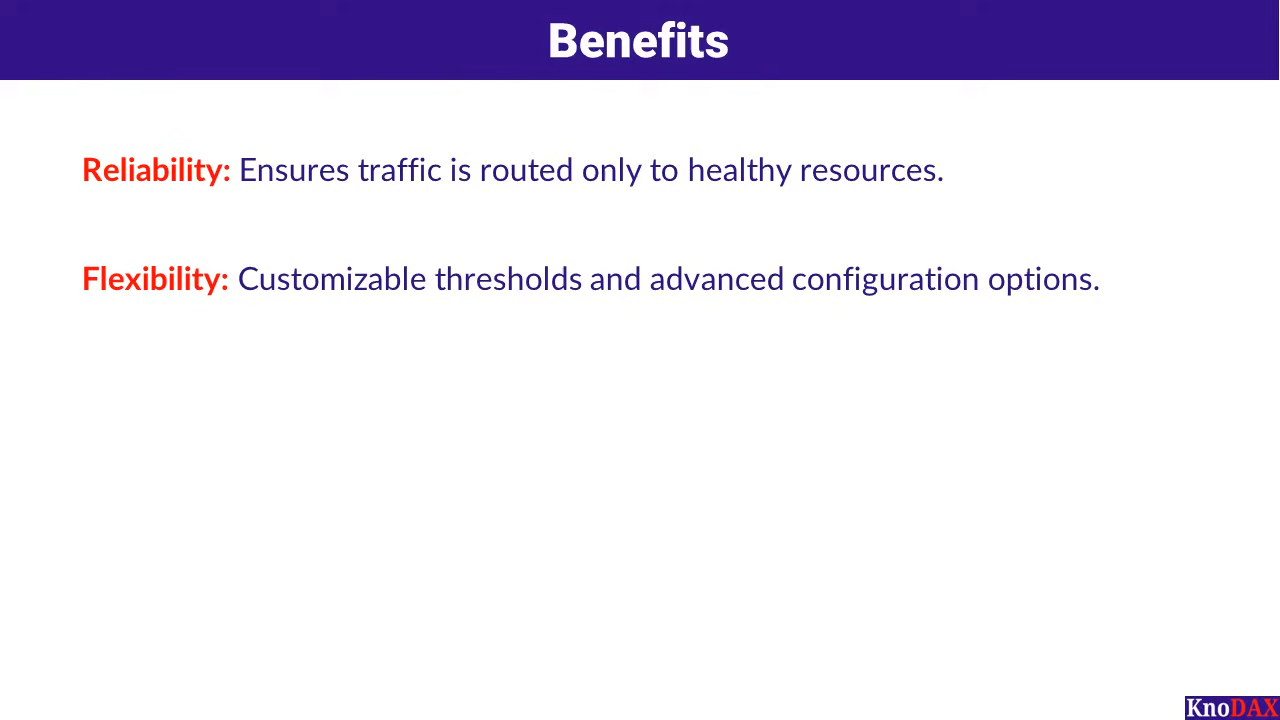 Benefits
Reliability: Ensures traffic is routed only to healthy resources.
Flexibility: Customizable thresholds and advanced configuration options.
KnoDAX